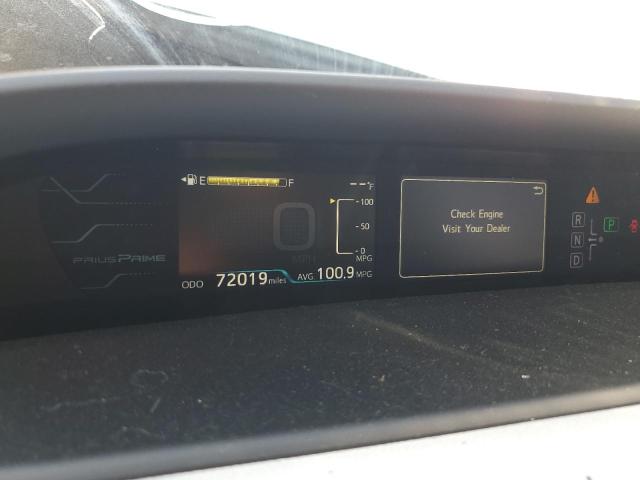 E F
--°F
100
50
0
MPG
MPH
PRIUS PRIME
ODO 72019 miles AVG. 100.9 MPG
Check Engine
Visit Your Dealer
R
N
D
P